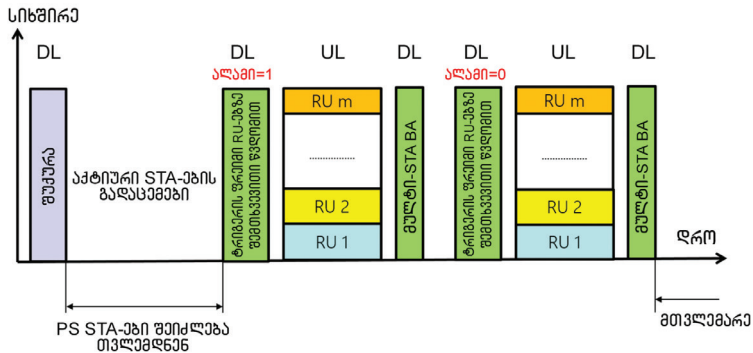 სიხშირე
DL
DL
UL
DL
DL
UL
DL
ალამი=1
ალამი=0
შუქურა
აქტიური STA-ების
გადაცემები
ტრიგერის ფრეიმი RU-ებზე
შემთხვევითი წვდომით
RU m
............
RU 2
RU 1
მულტი-STA BA
ტრიგერის ფრეიმი RU-ებზე
შემთხვევითი წვდომით
RU m
............
RU 2
RU 1
მულტი-STA BA
დრო
PS STA-ები შეიძლება
თვლემდნენ
მთვლემარე